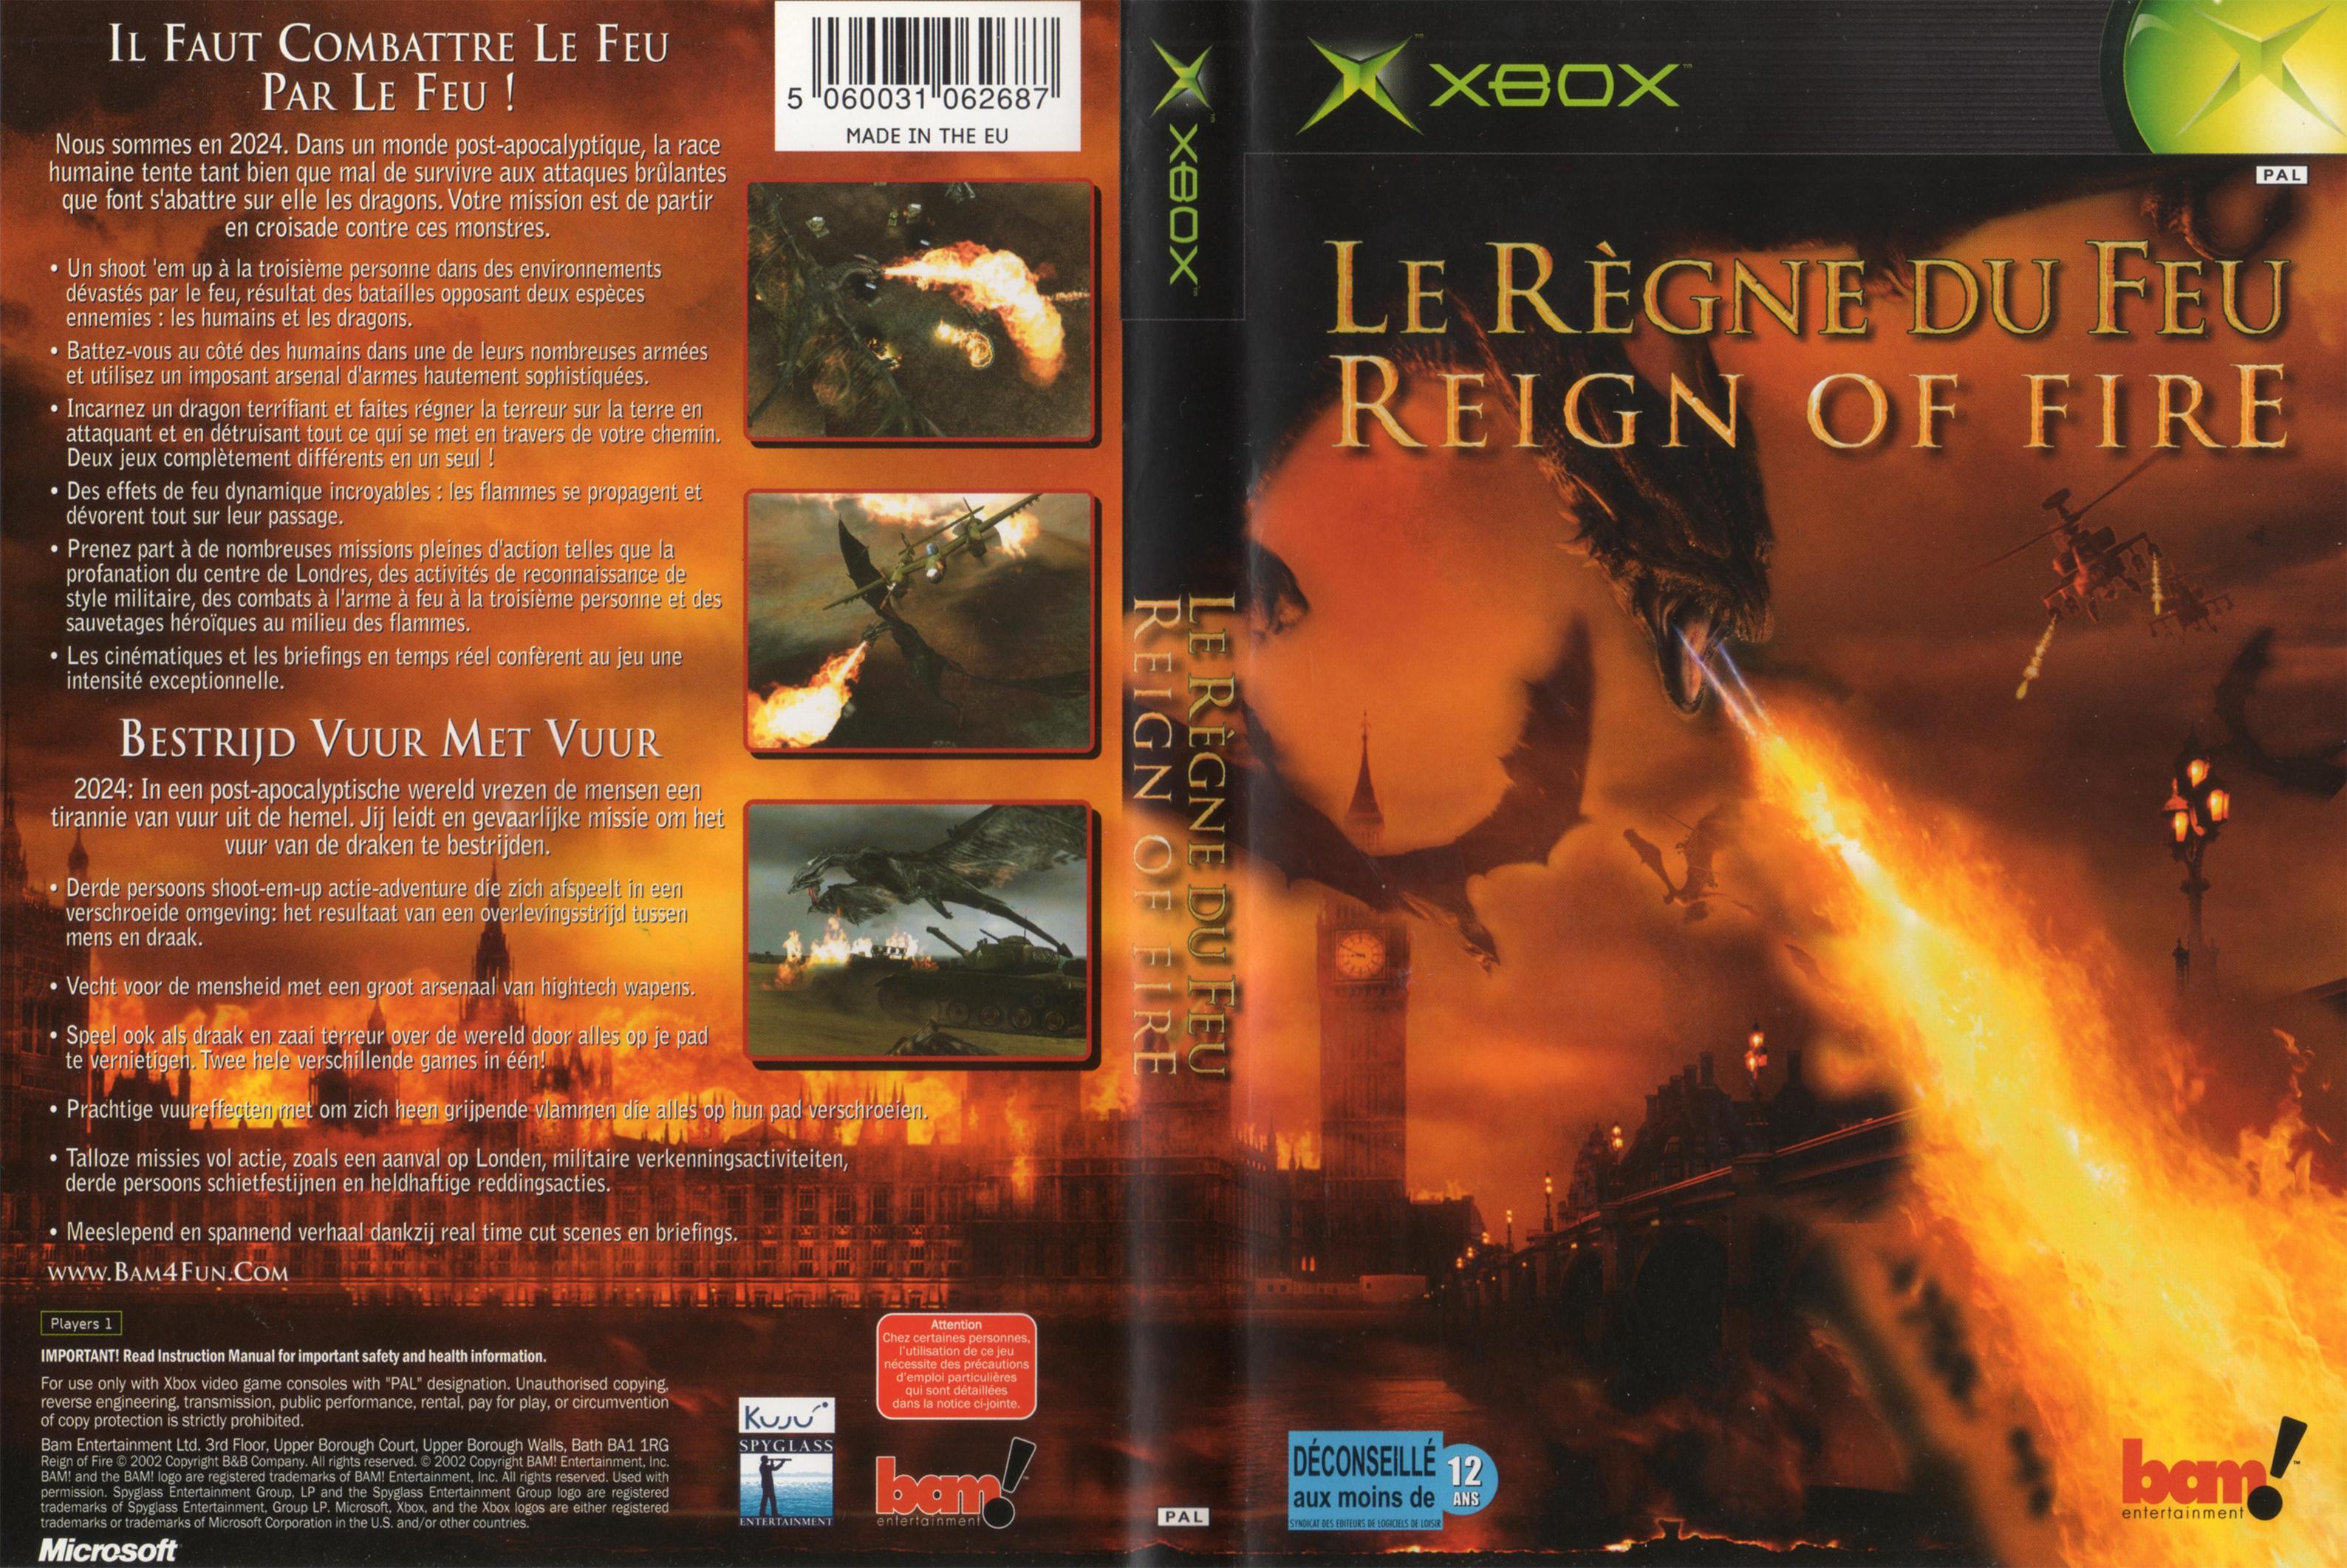 IL FAUT COMBATTRE LE FEU
PAR LE FEU !
Nous sommes en 2024. Dans un monde post-apocalyptique, la race
humaine tente tant bien que mal de survivre aux attaques brûlantes
que font s'abattre sur elle les dragons. Votre mission est de partir
en croisade contre ces monstres.
• Un shoot 'em up à la troisième personne dans des environnements
dévastés par le feu, résultat des batailles opposant deux espèces
ennemies : les humains et les dragons.
• Battez-vous au côté des humains dans une de leurs nombreuses armées
et utilisez un imposant arsenal d'armes hautement sophistiquées.
• Incarnez un dragon terrifiant et faites régner la terreur sur la terre en
attaquant et en détruisant tout ce qui se met en travers de votre chemin.
Deux jeux complètement différents en un seul !
• Des effets de feu dynamique incroyables : les flammes se propagent et
dévorent tout sur leur passage.
• Prenez part à de nombreuses missions pleines d'action telles que la
profanation du centre de Londres, des activités de reconnaissance de
style militaire, des combats à l'arme à feu à la troisième personne et des
sauvetages héroïques au milieu des flammes.
• Les cinématiques et les briefings en temps réel confèrent au jeu une
intensité exceptionnelle.
BESTRIJD VUUR MET VUUR
2024: In een post-apocalyptische wereld vrezen de mensen een
tirannie van vuur uit de hemel. Jij leidt en gevaarlijke missie om het
vuur van de draken te bestrijden.
• Derde persoons shoot-em-up actie-adventure die zich afspeelt in een
verschroeide omgeving: het resultaat van een overlevingsstrijd tussen
mens en draak.
• Vecht voor de mensheid met een groot arsenaal van hightech wapens.
• Speel ook als draak en zaai terreur over de wereld door alles op je pad
te vernietigen. Twee hele verschillende games in één!
• Prachtige vuureffecten met om zich heen grijpende vlammen die alles op hun pad verschroeien.
• Talloze missies vol actie, zoals een aanval op Londen, militaire verkenningsactiviteiten,
derde persoons schietfestijnen en heldhaftige reddingsacties.
• Meeslepend en spannend verhaal dankzij real time cut scenes en briefings.
WWW.BAM4FUN.COM
Players 1
IMPORTANT! Read Instruction Manual for important safety and health information.
For use only with Xbox video game consoles with "PAL" designation. Unauthorised copying,
reverse engineering, transmission, public performance, rental, pay for play, or circumvention
of copy protection is strictly prohibited.
Bam Entertainment Ltd. 3rd Floor, Upper Borough Court, Upper Borough Walls, Bath BA1 1RG
Reign of Fire © 2002 Copyright B&B Company. All rights reserved. © 2002 Copyright BAM! Entertainment, Inc.
BAM! and the BAM! logo are registered trademarks of BAM! Entertainment, Inc. All rights reserved. Used with
permission. Spyglass Entertainment Group, LP and the Spyglass Entertainment Group logo are registered
trademarks of Spyglass Entertainment, Group LP. Microsoft, Xbox, and the Xbox logos are either registered
trademarks or trademarks of Microsoft Corporation in the U.S. and/or other countries.
Microsoft
5 060031 062687
MADE IN THE EU
Kuju
SPYGLASS
ENTERTAINMENT
Attention
Chez certaines personnes,
l'utilisation de ce jeu
nécessite des précautions
d'emploi particulières
qui sont détaillées
dans la notice ci-jointe.
bam!
entertainment
XBOX™
LE RÈGNE DU FEU
REIGN OF FIRE
PAL
XBOX™
PAL
LE RÈGNE DU FEU
REIGN OF FIRE
DÉCONSEILLÉ
aux moins de
12
ANS
SYNDICAT DES EDITEURS DE LOGICIELS DE LOISIR
bam!™
entertainment